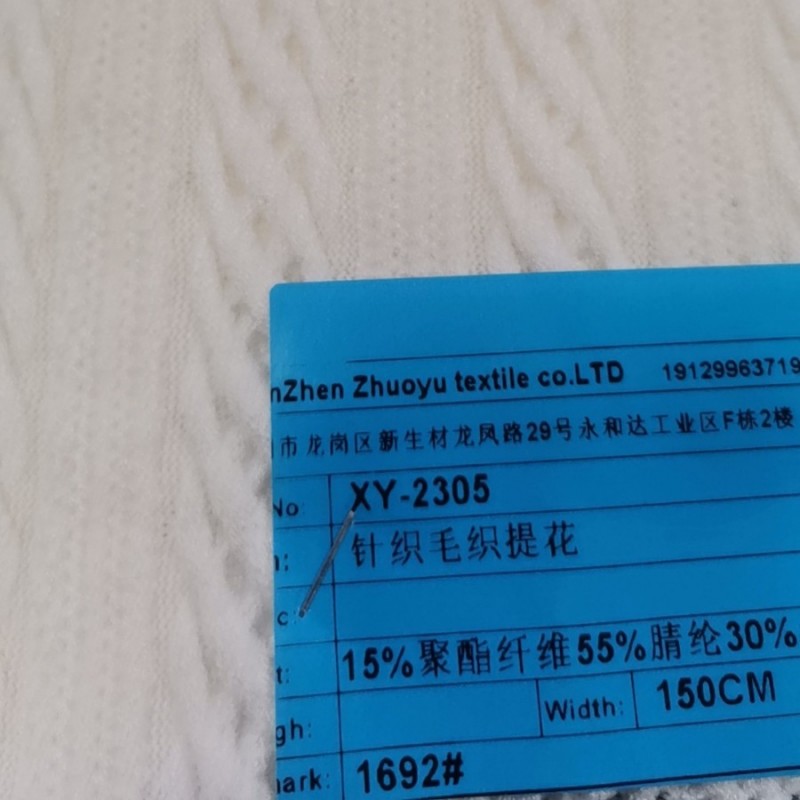 nZhen Zhuoyu textile co.LTD 19129963719
市龙岗区新生材龙凤路29号永和达工业区F栋2楼
No XY-2305
n: 针织毛织提花
c:
t: 15%聚酯纤维55%腈纶30%
gh: Width: 150CM
ark: 1692#